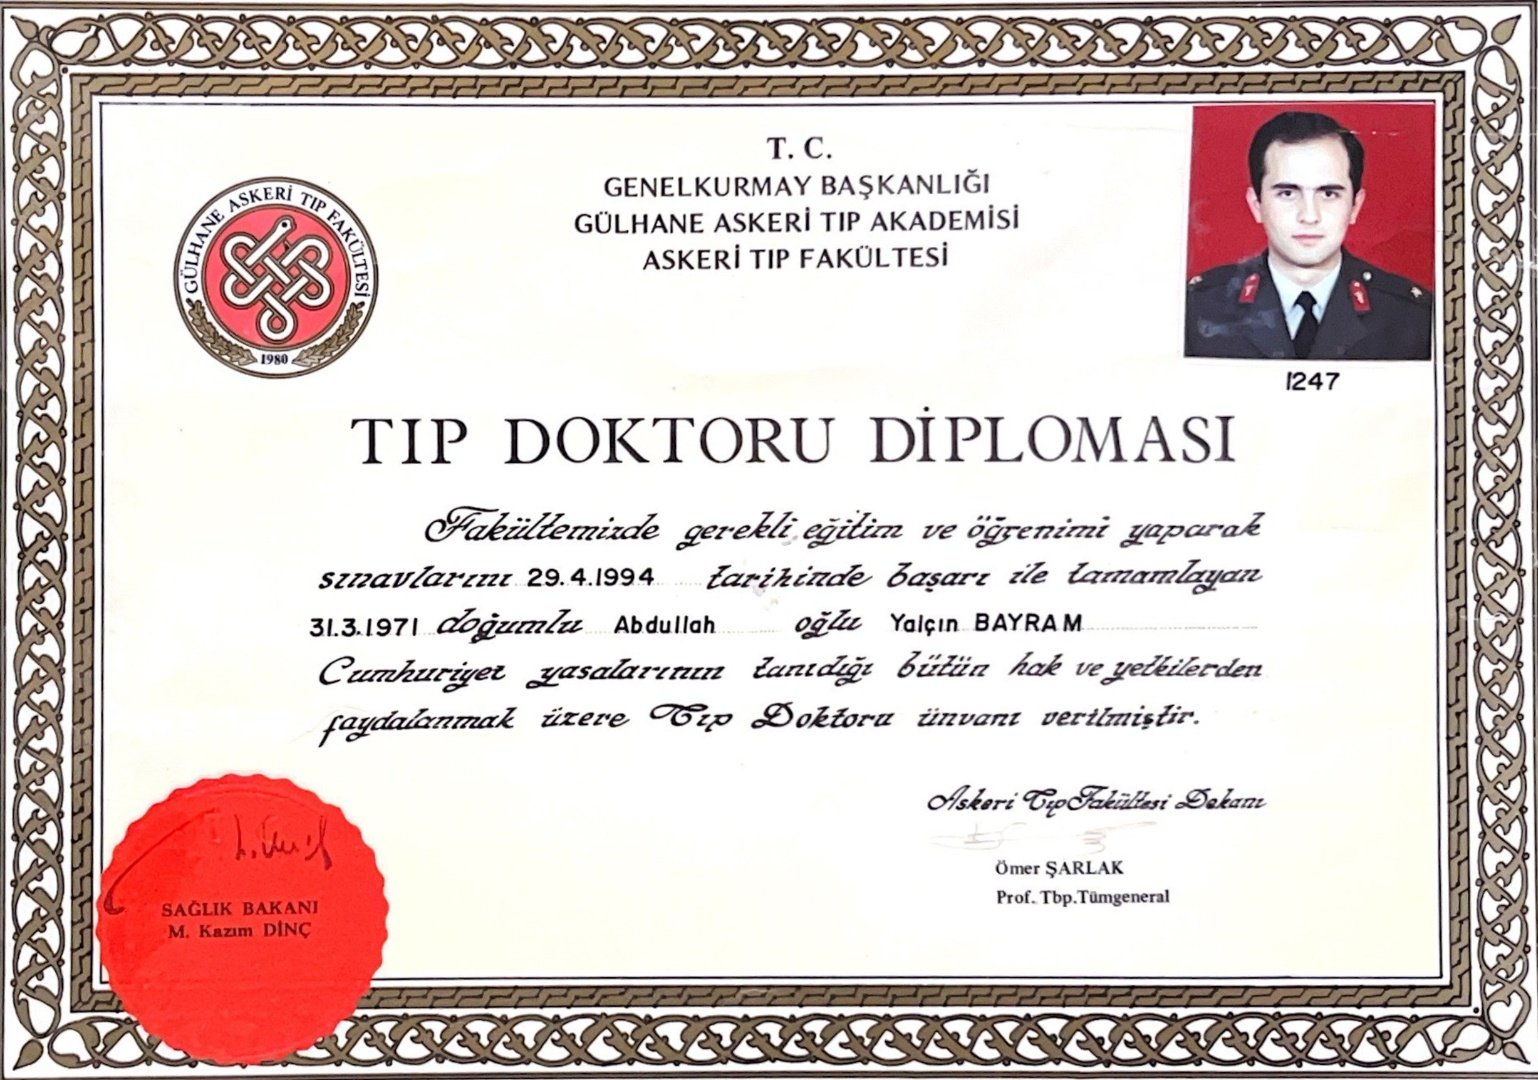 GÜLHANE ASKERİ TIP FAKÜLTESİ
1980
T. C.
GENELKURMAY BAŞKANLIĞI
GÜLHANE ASKERİ TIP AKADEMİSİ
ASKERİ TIP FAKÜLTESİ
1247
TIP DOKTORU DİPLOMASI
Fakültemizde gerekli eğitim ve öğrenimi yaparak
sınavlarını 29.4.1994 tarihinde başarı ile tamamlayan
31.3.1971 doğumlu Abdullah oğlu Yalçın BAYRAM
Cumhuriyet yasalarının tanıdığı bütün hak ve yetkilerden
faydalanmak üzere Tıp Doktoru ünvanı verilmiştir.
Askeri Tıp Fakültesi Dekanı
Ömer ŞARLAK
Prof. Tbp.Tümgeneral
SAĞLIK BAKANI
M. Kazım DİNÇ